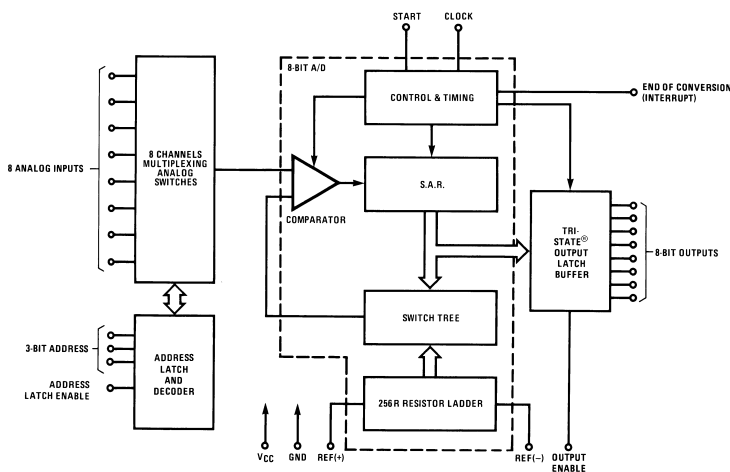 START
CLOCK
8-BIT A/D
CONTROL & TIMING
END OF CONVERSION
(INTERRUPT)
8 ANALOG INPUTS
8 CHANNELS
MULTIPLEXING
ANALOG
SWITCHES
S.A.R.
COMPARATOR
TRI-
STATE®
OUTPUT
LATCH
BUFFER
8-BIT OUTPUTS
SWITCH TREE
3-BIT ADDRESS
ADDRESS
LATCH ENABLE
ADDRESS
LATCH
AND
DECODER
256R RESISTOR LADDER
VCC
GND
REF(+)
REF(−)
OUTPUT
ENABLE